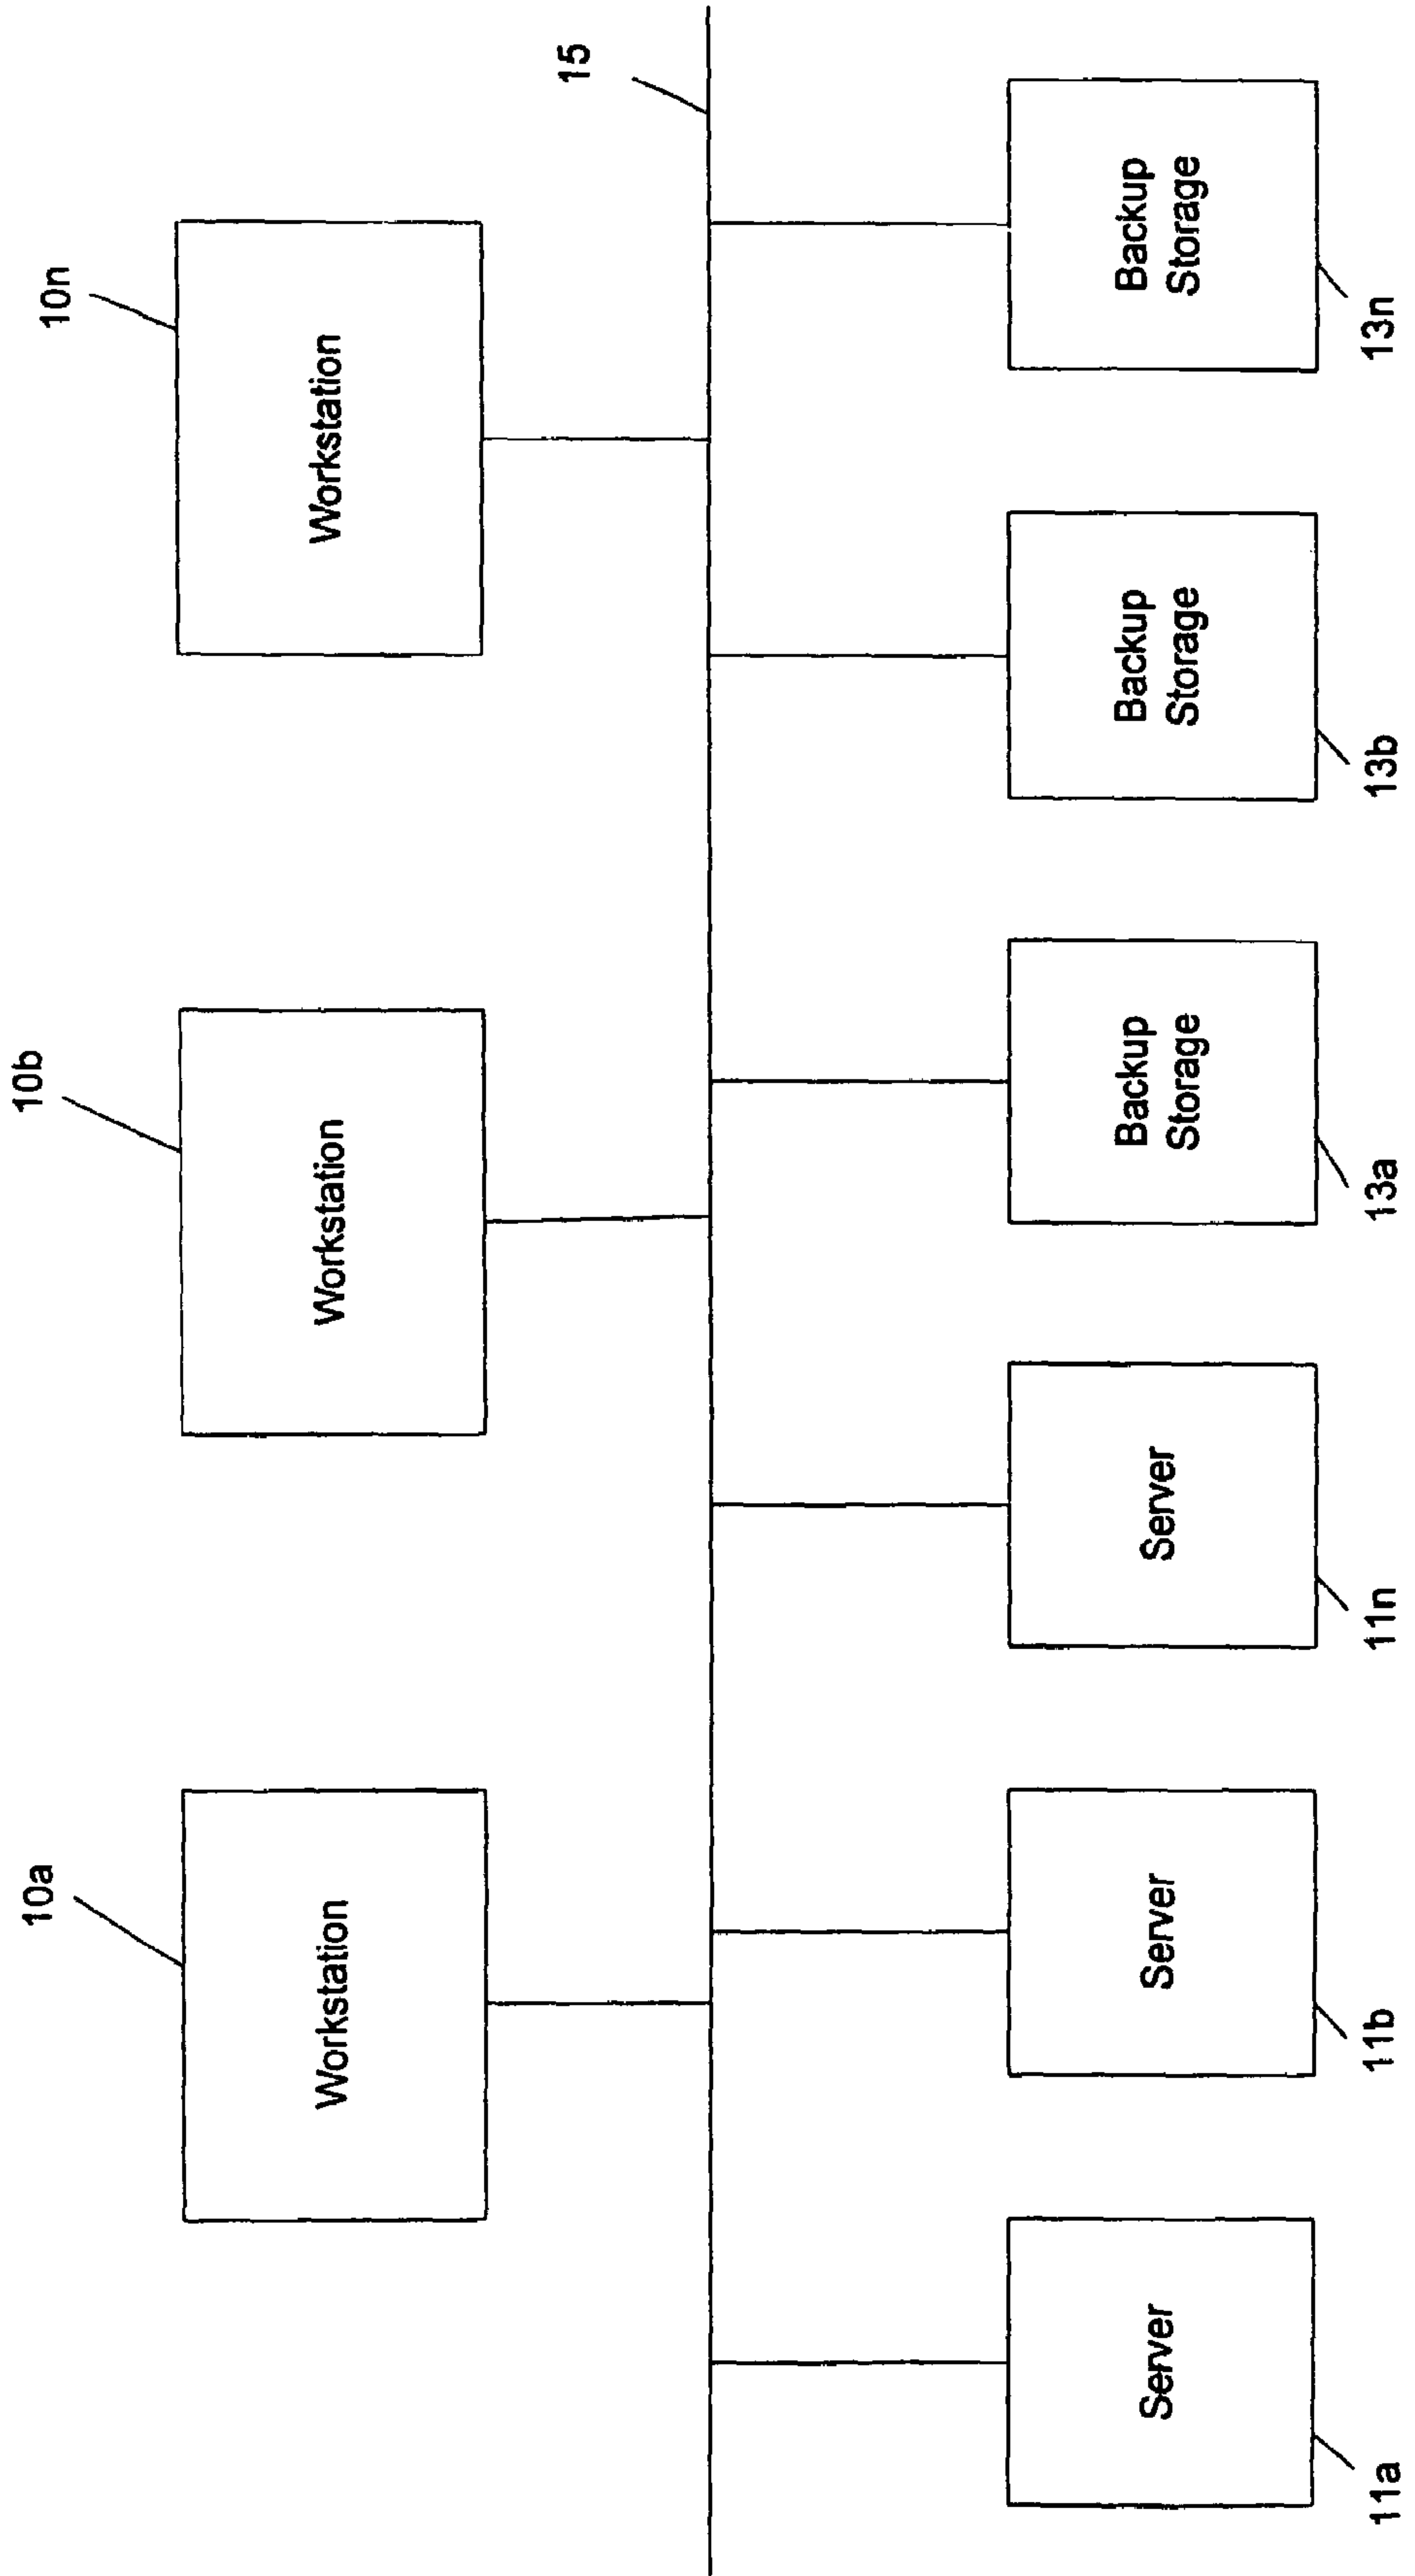 10a
10b
10n
Workstation
Workstation
Workstation
15
Server
Server
Server
Backup
Storage
Backup
Storage
Backup
Storage
11a
11b
11n
13a
13b
13n